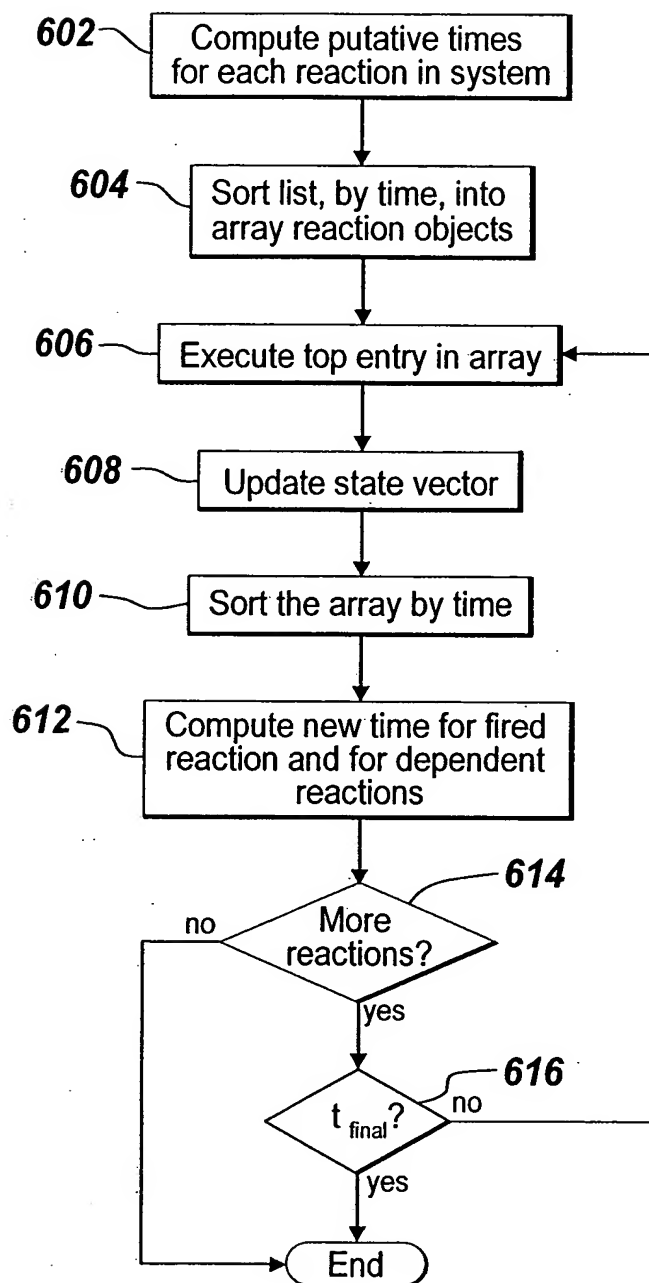 602
Compute putative times
for each reaction in system
604
Sort list, by time, into
array reaction objects
606
Execute top entry in array
608
Update state vector
610
Sort the array by time
612
Compute new time for fired
reaction and for dependent
reactions
614
no
More
reactions?
yes
616
t final?
no
yes
End